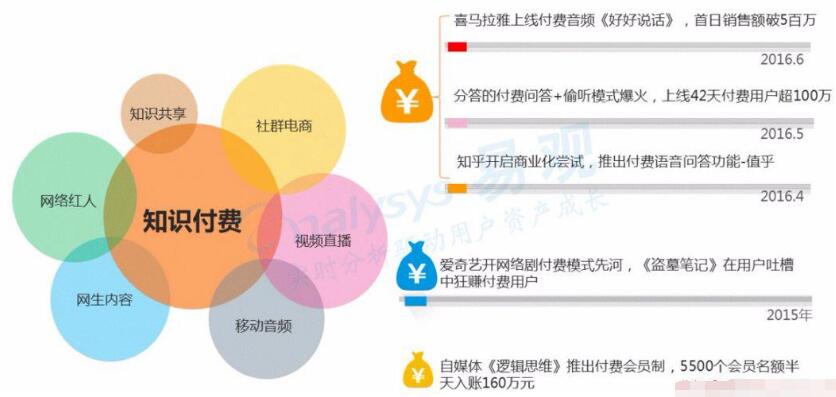 知识共享
社群电商
网络红人
知识付费
视频直播
网生内容
移动音频
喜马拉雅上线付费音频《好好说话》，首日销售额破5百万
2016.6
分答的付费问答+偷听模式爆火，上线42天付费用户超100万
2016.5
知乎开启商业化尝试，推出付费语音问答功能-值乎
2016.4
爱奇艺开网络剧付费模式先河，《盗墓笔记》在用户吐槽
中狂赚付费用户
2015年
自媒体《逻辑思维》推出付费会员制，5500个会员名额半
天入账160万元
nalysys 易观
实时分析驱动用户资产成长